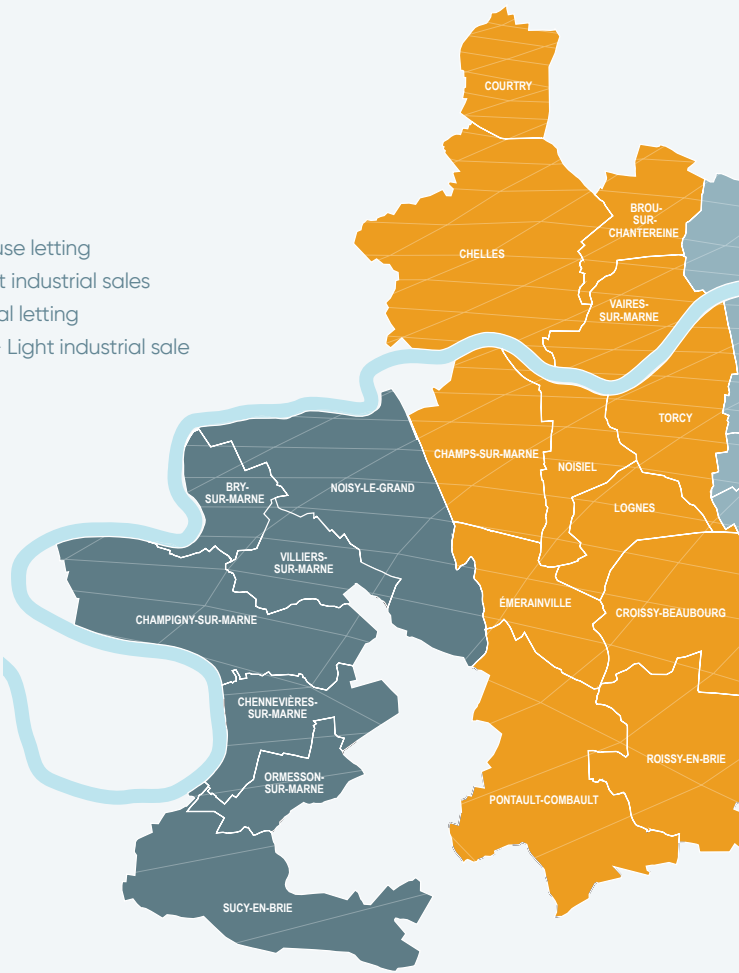 COURTRY
BROU-
SUR-
CHANTEREINE
letting
CHELLES
industrial sales
VAIRES-
SUR-MARNE
letting
Light industrial sale
TORCY
CHAMPS-SUR-MARNE
NOISIEL
BRY-
SUR-MARNE
NOISY-LE-GRAND
LOGNES
VILLIERS-
SUR-MARNE
ÉMERAINVILLE
CROISSY-BEAUBOURG
CHAMPIGNY-SUR-MARNE
CHENNEVIÈRES-
SUR-MARNE
ROISSY-EN-BRIE
ORMESSON-
SUR-MARNE
PONTAULT-COMBAULT
SUCY-EN-BRIE